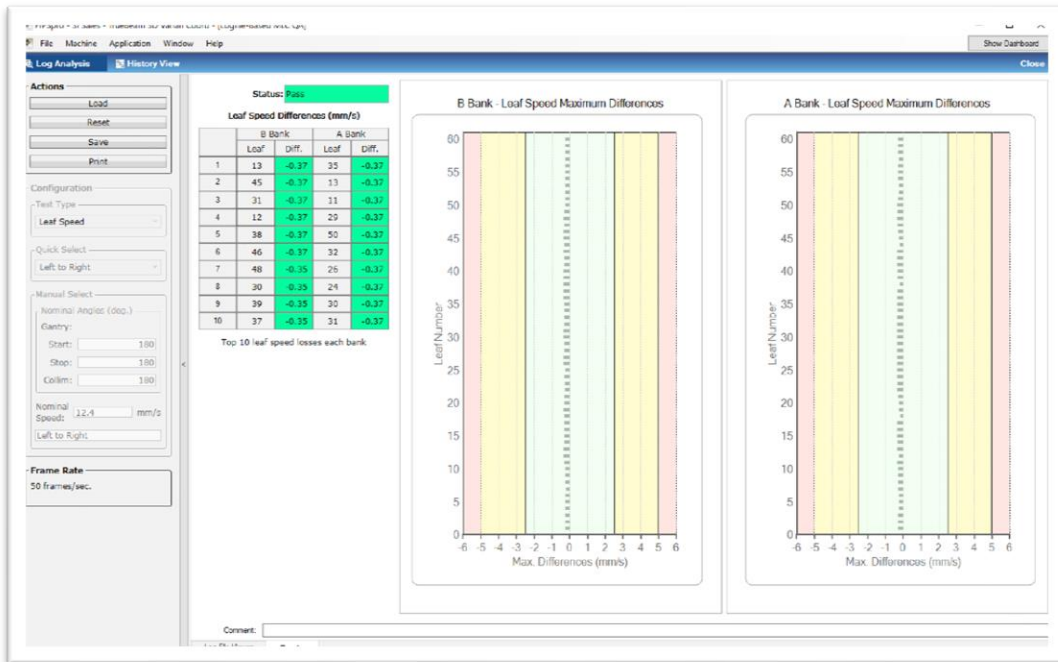 File Machine Application Window Help
Show Dashboard
Log Analysis History View Close
Actions
Load
Reset
Save
Print
Configuration
Test Type
Leaf Speed
Quick Select
Left to Right
Manual Select
Nominal Angles (deg.)
Gantry:
Start: 180
Stop: 180
Collim: 180
Nominal Speed: 12.4 mm/s
Left to Right
Frame Rate
50 frames/sec.
<
Status: Pass
Leaf Speed Differences (mm/s)
B Bank A Bank
Leaf Diff. Leaf Diff.
1 13 -0.37 35 -0.37
2 45 -0.37 13 -0.37
3 31 -0.37 11 -0.37
4 12 -0.37 29 -0.37
5 38 -0.37 50 -0.37
6 46 -0.37 32 -0.37
7 48 -0.35 26 -0.37
8 30 -0.35 24 -0.37
9 39 -0.35 30 -0.37
10 37 -0.35 31 -0.37
Top 10 leaf speed losses each bank
B Bank - Leaf Speed Maximum Differences
60
55
50
45
40
35
30
25
20
15
10
5
0
Leaf Number
-6 -5 -4 -3 -2 -1 0 1 2 3 4 5 6
Max. Differences (mm/s)
A Bank - Leaf Speed Maximum Differences
60
55
50
45
40
35
30
25
20
15
10
5
0
Leaf Number
-6 -5 -4 -3 -2 -1 0 1 2 3 4 5 6
Max. Differences (mm/s)
Comment: